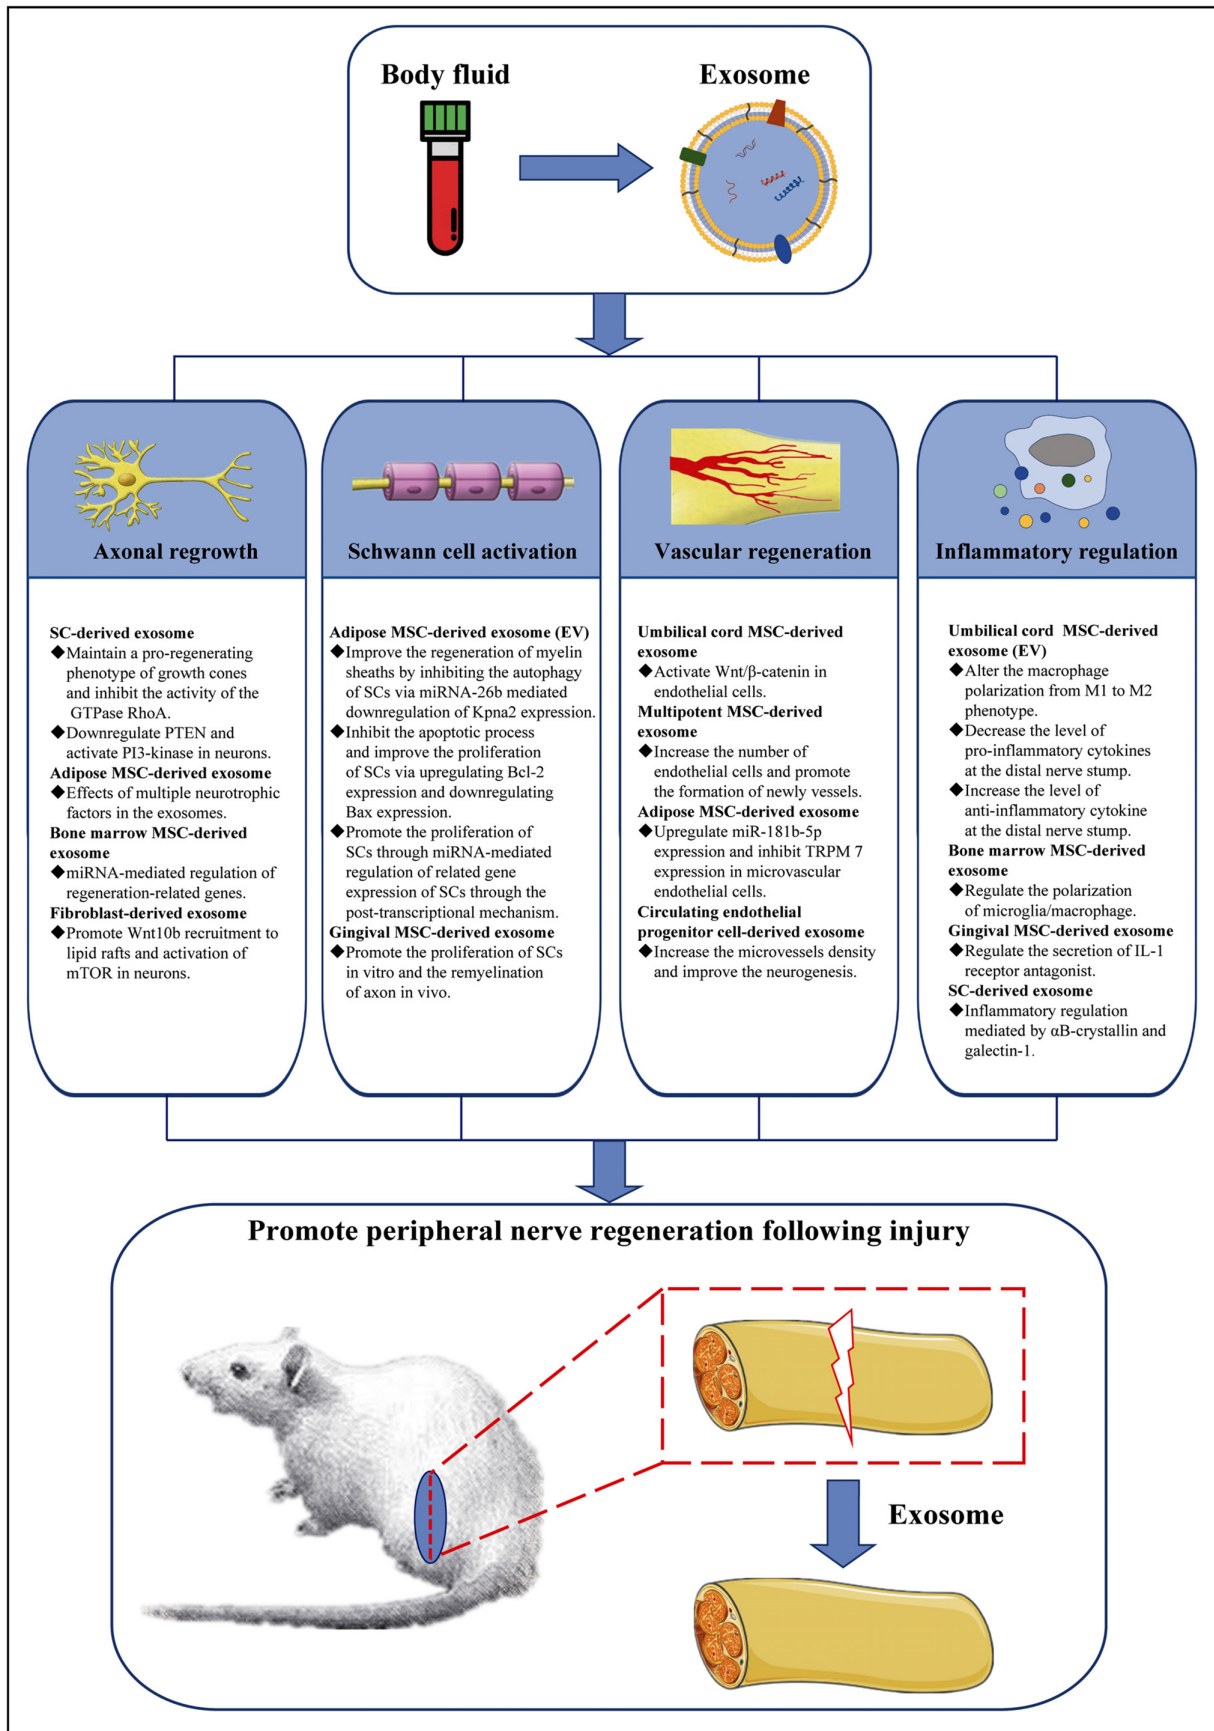 Body fluid
Exosome
Axonal regrowth
SC-derived exosome
◆Maintain a pro-regenerating
phenotype of growth cones
and inhibit the activity of the
GTPase RhoA.
◆Downregulate PTEN and
activate PI3-kinase in neurons.
Adipose MSC-derived exosome
◆Effects of multiple neurotrophic
factors in the exosomes.
Bone marrow MSC-derived
exosome
◆miRNA-mediated regulation of
regeneration-related genes.
Fibroblast-derived exosome
◆Promote Wnt10b recruitment to
lipid rafts and activation of
mTOR in neurons.
Schwann cell activation
Adipose MSC-derived exosome (EV)
◆Improve the regeneration of myelin
sheaths by inhibiting the autophagy
of SCs via miRNA-26b mediated
downregulation of Kpna2 expression.
◆Inhibit the apoptotic process
and improve the proliferation
of SCs via upregulating Bcl-2
expression and downregulating
Bax expression.
◆Promote the proliferation of
SCs through miRNA-mediated
regulation of related gene
expression of SCs through the
post-transcriptional mechanism.
Gingival MSC-derived exosome
◆Promote the proliferation of SCs
in vitro and the remyelination
of axon in vivo.
Vascular regeneration
Umbilical cord MSC-derived
exosome
◆Activate Wnt/β-catenin in
endothelial cells.
Multipotent MSC-derived
exosome
◆Increase the number of
endothelial cells and promote
the formation of newly vessels.
Adipose MSC-derived exosome
◆Upregulate miR-181b-5p
expression and inhibit TRPM 7
expression in microvascular
endothelial cells.
Circulating endothelial
progenitor cell-derived exosome
◆Increase the microvessels density
and improve the neurogenesis.
Inflammatory regulation
Umbilical cord MSC-derived
exosome (EV)
◆Alter the macrophage
polarization from M1 to M2
phenotype.
◆Decrease the level of
pro-inflammatory cytokines
at the distal nerve stump.
◆Increase the level of
anti-inflammatory cytokine
at the distal nerve stump.
Bone marrow MSC-derived
exosome
◆Regulate the polarization
of microglia/macrophage.
Gingival MSC-derived exosome
◆Regulate the secretion of IL-1
receptor antagonist.
SC-derived exosome
◆Inflammatory regulation
mediated by αB-crystallin and
galectin-1.
Promote peripheral nerve regeneration following injury
Exosome